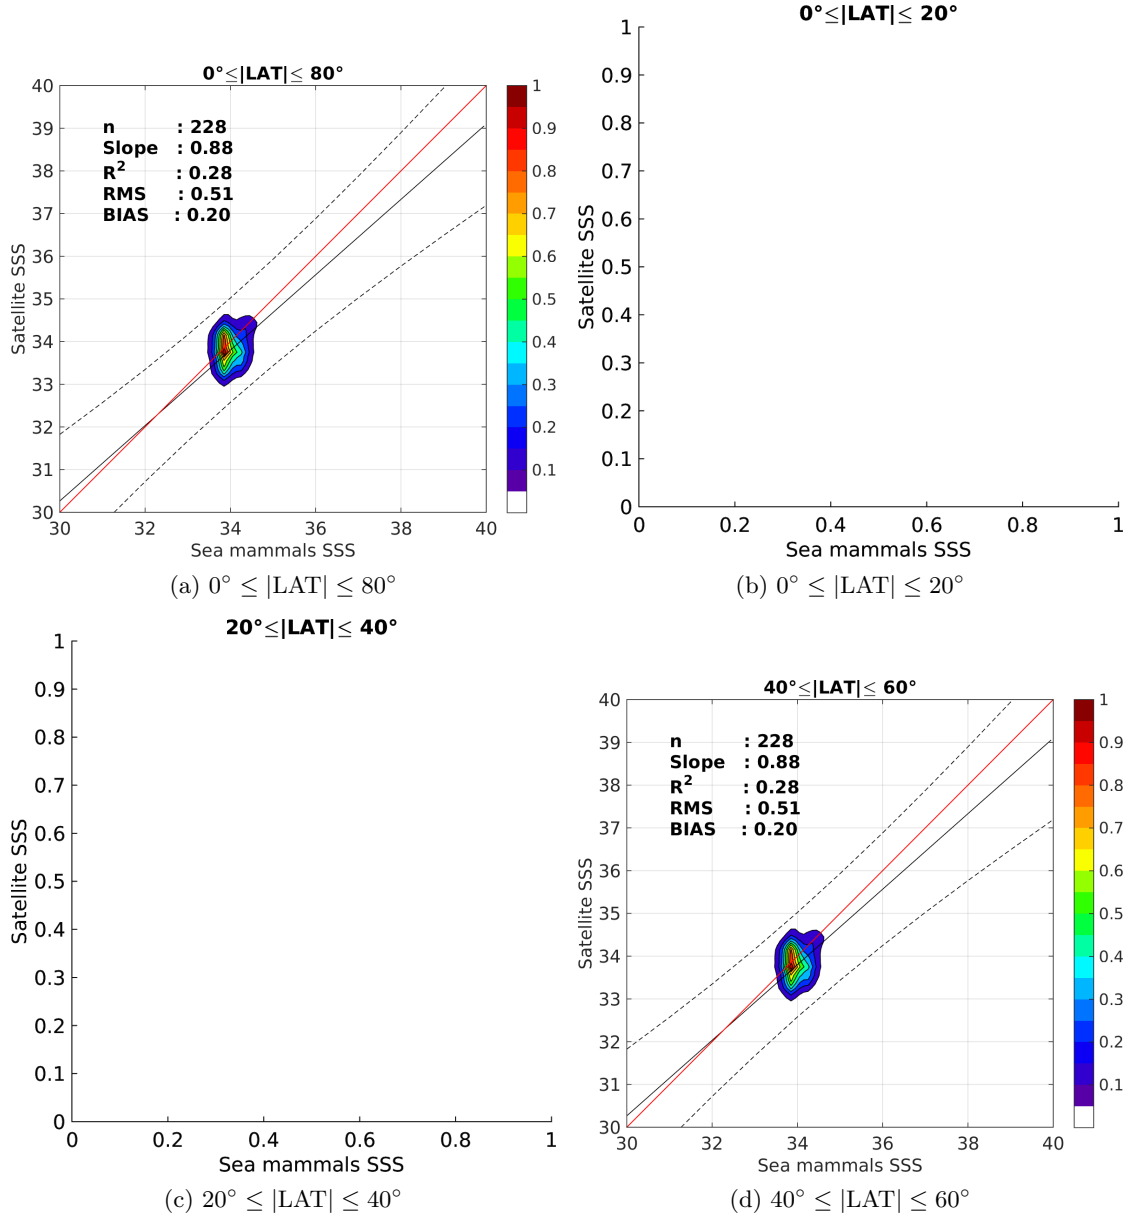 0°≤|LAT|≤ 80°
n : 228
Slope : 0.88
R² : 0.28
RMS : 0.51
BIAS : 0.20
40
39
38
37
36
35
34
33
32
31
30
30 32 34 36 38 40
Satellite SSS
Sea mammals SSS
1
0.9
0.8
0.7
0.6
0.5
0.4
0.3
0.2
0.1
(a) 0° ≤ |LAT| ≤ 80°
0°≤|LAT|≤ 20°
1
0.9
0.8
0.7
0.6
0.5
0.4
0.3
0.2
0.1
0
0 0.2 0.4 0.6 0.8 1
Satellite SSS
Sea mammals SSS
(b) 0° ≤ |LAT| ≤ 20°
20°≤|LAT|≤ 40°
1
0.9
0.8
0.7
0.6
0.5
0.4
0.3
0.2
0.1
0
0 0.2 0.4 0.6 0.8 1
Satellite SSS
Sea mammals SSS
(c) 20° ≤ |LAT| ≤ 40°
40°≤|LAT|≤ 60°
n : 228
Slope : 0.88
R² : 0.28
RMS : 0.51
BIAS : 0.20
40
39
38
37
36
35
34
33
32
31
30
30 32 34 36 38 40
Satellite SSS
Sea mammals SSS
1
0.9
0.8
0.7
0.6
0.5
0.4
0.3
0.2
0.1
(d) 40° ≤ |LAT| ≤ 60°